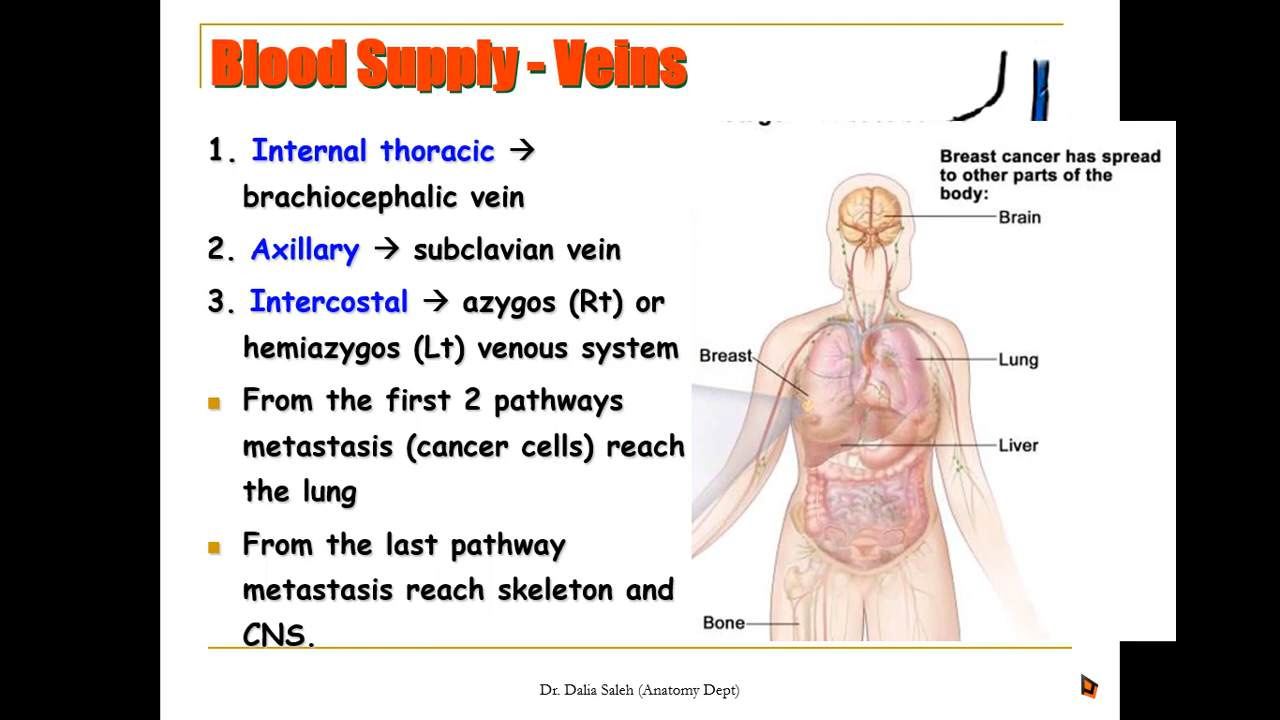 Blood Supply - Veins
1. Internal thoracic →
brachiocephalic vein
2. Axillary → subclavian vein
3. Intercostal → azygos (Rt) or
hemiazygos (Lt) venous system
From the first 2 pathways
metastasis (cancer cells) reach
the lung
From the last pathway
metastasis reach skeleton and
CNS.
Breast cancer has spread
to other parts of the
body:
Brain
Breast
Lung
Liver
Bone
Dr. Dalia Saleh (Anatomy Dept)